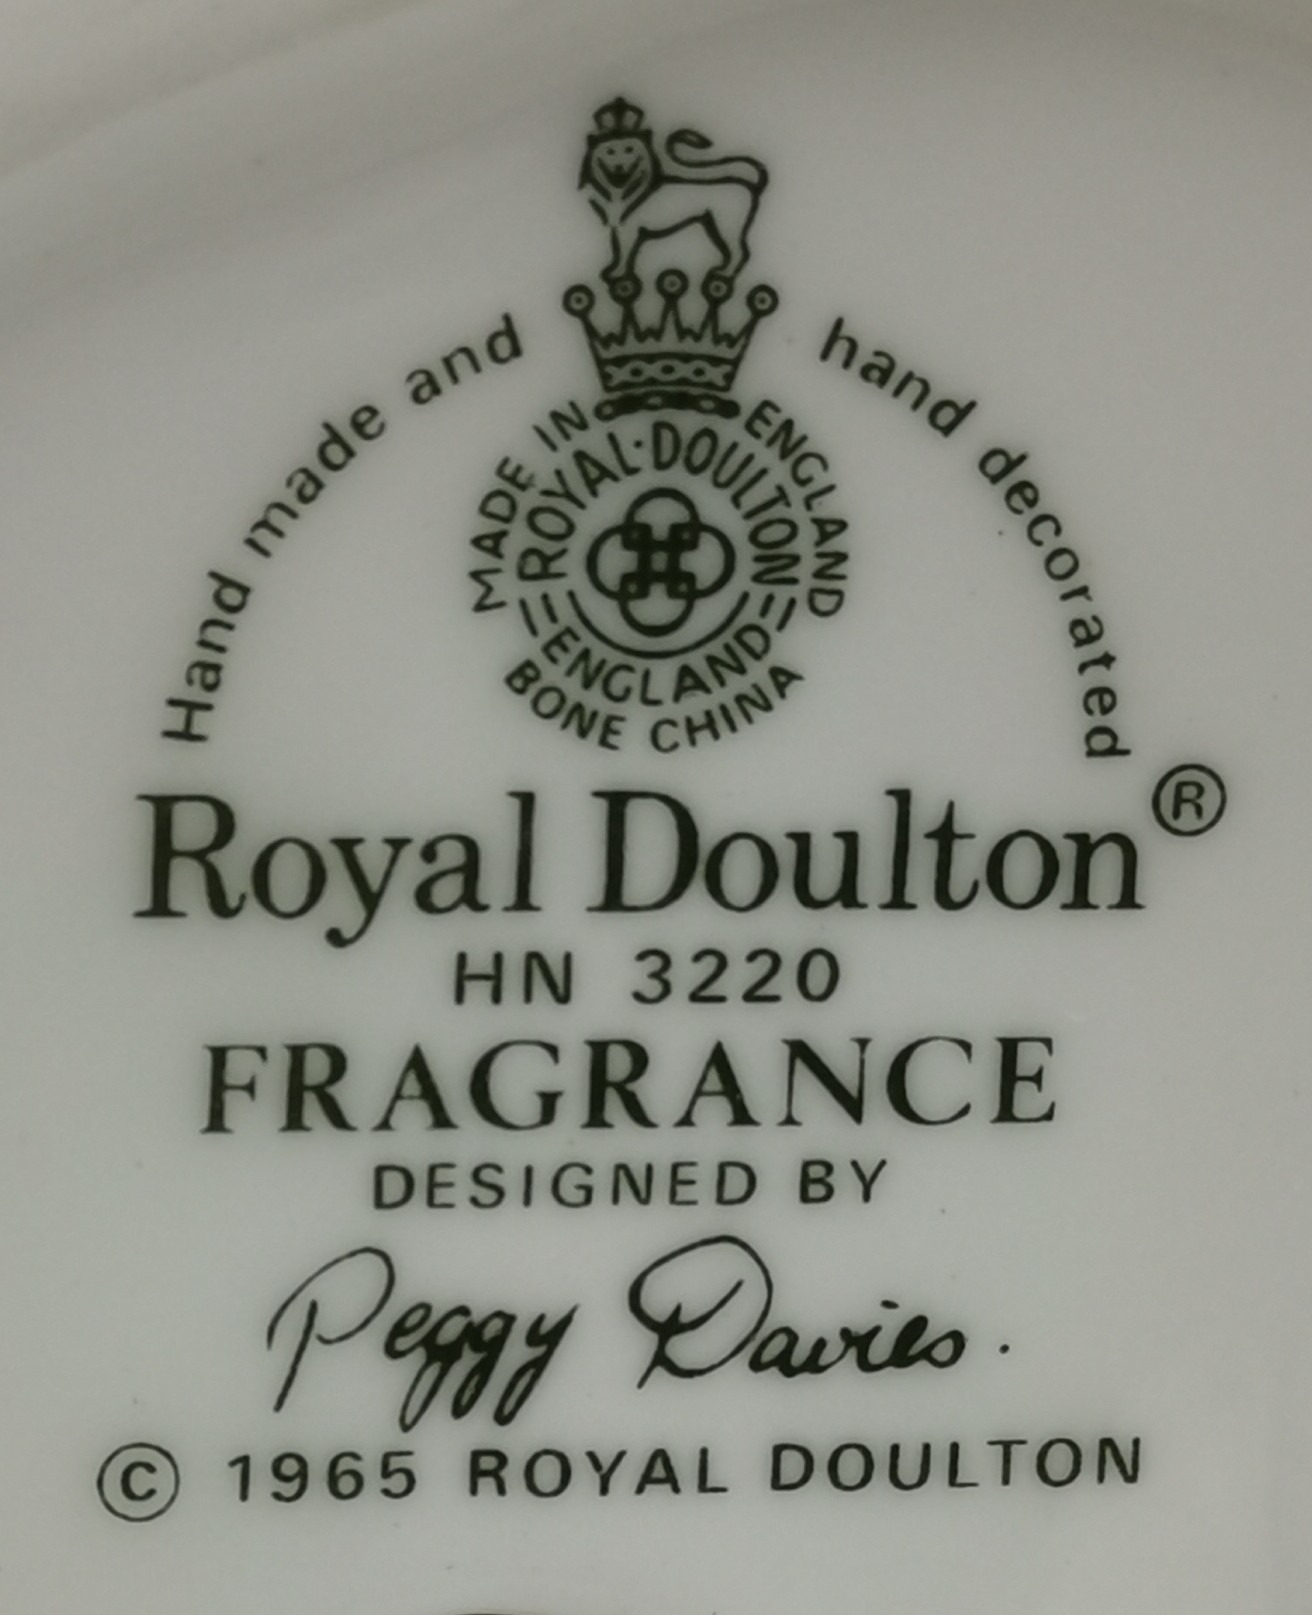 Hand made and hand decorated
MADE IN ENGLAND
ROYAL·DOULTON
ENGLAND
BONE CHINA
Royal Doulton®
HN 3220
FRAGRANCE
DESIGNED BY
Peggy Davies.
© 1965 ROYAL DOULTON